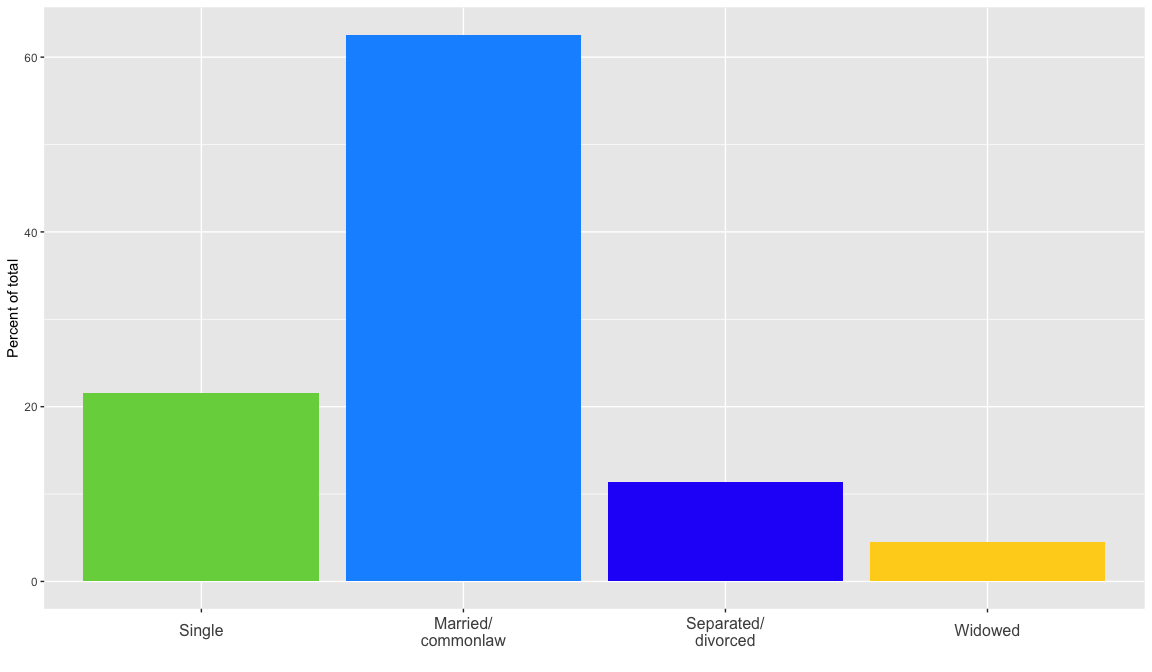 60
40
20
0
Percent of total
Single
Married/
commonlaw
Separated/
divorced
Widowed